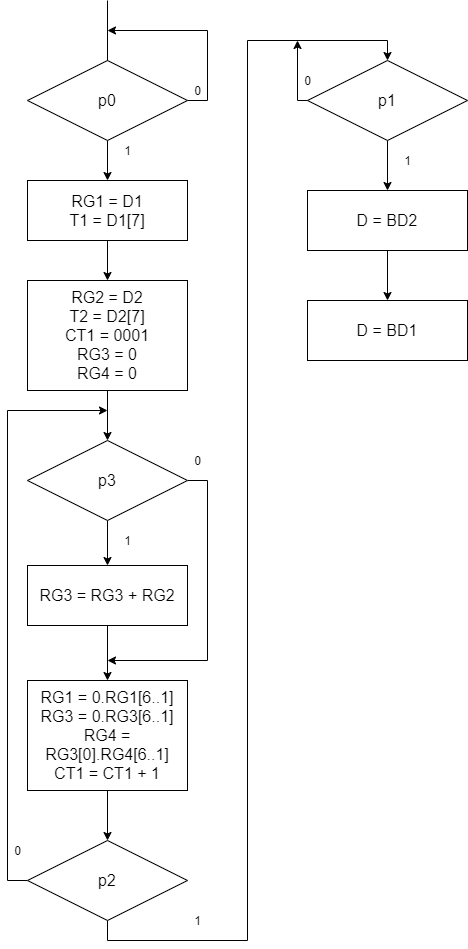 p0
0
1
RG1 = D1
T1 = D1[7]
RG2 = D2
T2 = D2[7]
CT1 = 0001
RG3 = 0
RG4 = 0
p3
0
1
RG3 = RG3 + RG2
RG1 = 0.RG1[6..1]
RG3 = 0.RG3[6..1]
RG4 =
RG3[0].RG4[6..1]
CT1 = CT1 + 1
p2
0
1
p1
0
1
D = BD2
D = BD1